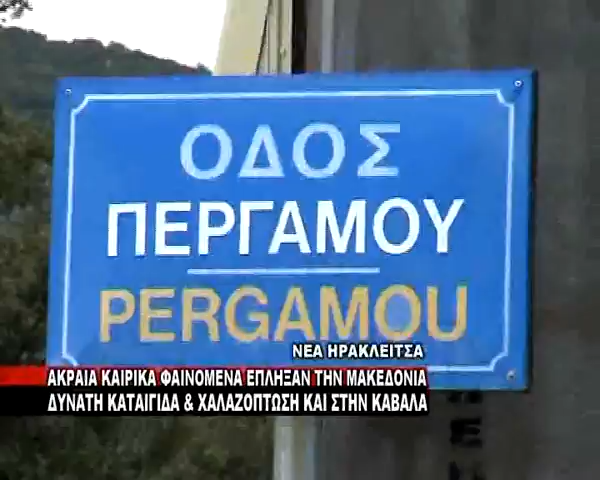 ΟΔΟΣ
ΠΕΡΓΑΜΟΥ
PERGAMOU
ΝΕΑ ΗΡΑΚΛΕΙΤΣΑ
ΑΚΡΑΙΑ ΚΑΙΡΙΚΑ ΦΑΙΝΟΜΕΝΑ ΕΠΛΗΞΑΝ ΤΗΝ ΜΑΚΕΔΟΝΙΑ
ΔΥΝΑΤΗ ΚΑΤΑΙΓΙΔΑ & ΧΑΛΑΖΟΠΤΩΣΗ ΚΑΙ ΣΤΗΝ ΚΑΒΑΛΑ